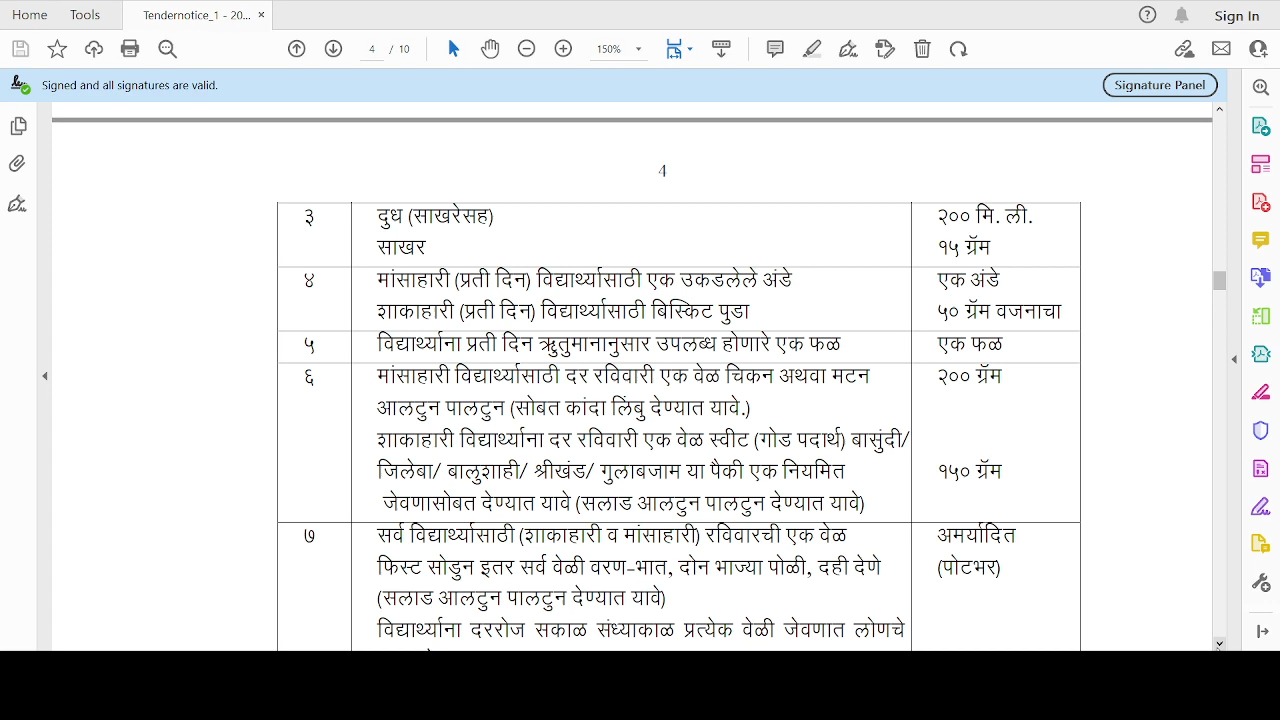 Home Tools Tendernotice_1 - 20... × Sign In
4 / 10 150%
Signed and all signatures are valid. Signature Panel
4
३ दुध (साखरेसह) २०० मि. ली.
साखर १५ ग्रॅम
४ मांसाहारी (प्रती दिन) विद्यार्थ्यासाठी एक उकडलेले अंडे एक अंडे
शाकाहारी (प्रती दिन) विद्यार्थ्यासाठी बिस्किट पुडा ५० ग्रॅम वजनाचा
५ विद्यार्थ्याना प्रती दिन ऋुतुमानानुसार उपलब्ध होणारे एक फळ एक फळ
६ मांसाहारी विद्यार्थ्यासाठी दर रविवारी एक वेळ चिकन अथवा मटन २०० ग्रॅम
आलटुन पालटुन (सोबत कांदा लिंबु देण्यात यावे.)
शाकाहारी विद्यार्थ्याना दर रविवारी एक वेळ स्वीट (गोड पदार्थ) बासुंदी/
जिलेबा/ बालुशाही/ श्रीखंड/ गुलाबजाम या पैकी एक नियमित १५० ग्रॅम
जेवणासोबत देण्यात यावे (सलाड आलटुन पालटुन देण्यात यावे)
७ सर्व विद्यार्थ्यासाठी (शाकाहारी व मांसाहारी) रविवारची एक वेळ अमर्यादित
फिस्ट सोडुन इतर सर्व वेळी वरण-भात, दोन भाज्या पोळी, दही देणे (पोटभर)
(सलाड आलटुन पालटुन देण्यात यावे)
विद्यार्थ्याना दररोज सकाळ संध्याकाळ प्रत्येक वेळी जेवणात लोणचे